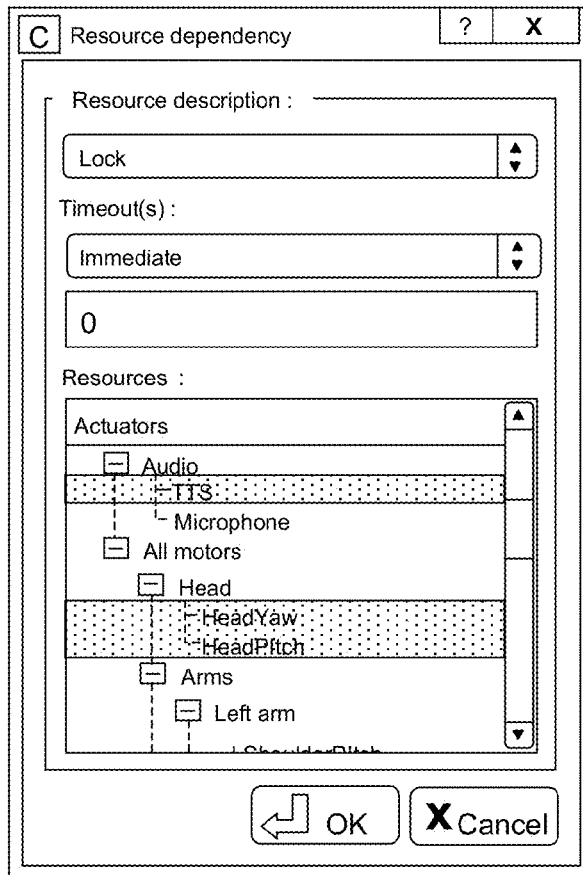 C Resource dependency ? X
Resource description :
Lock
Timeout(s) :
Immediate
0
Resources :
Actuators
Audio
TTS
Microphone
All motors
Head
HeadYaw
HeadPitch
Arms
Left arm
ShoulderPitch
OK X Cancel